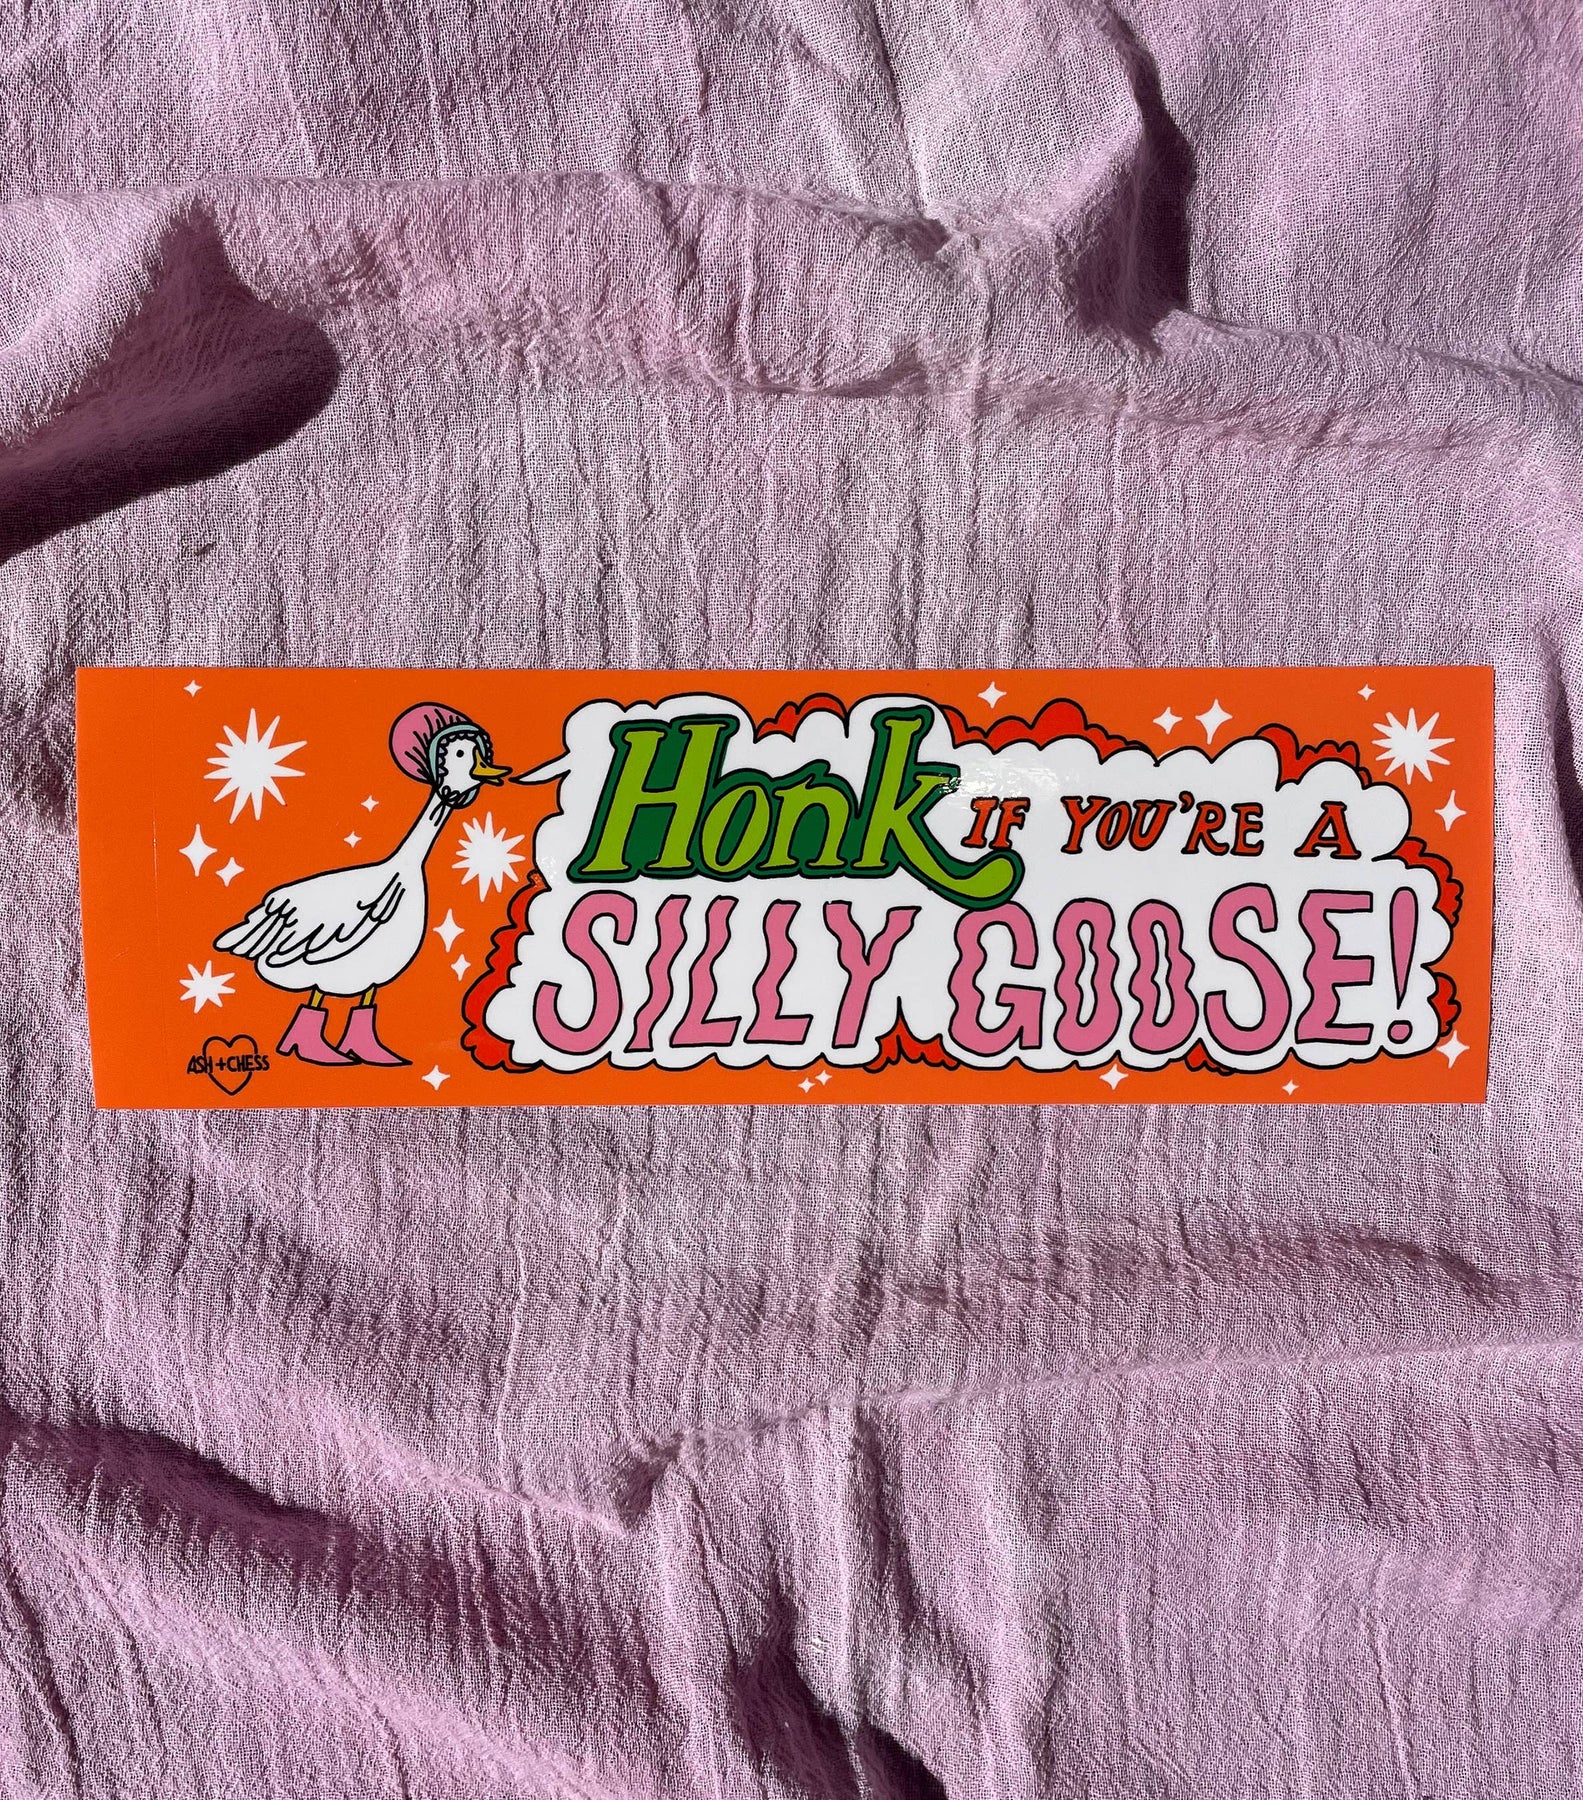 Honk IF YOU'RE A
SILLY GOOSE!
ASH + CHESS